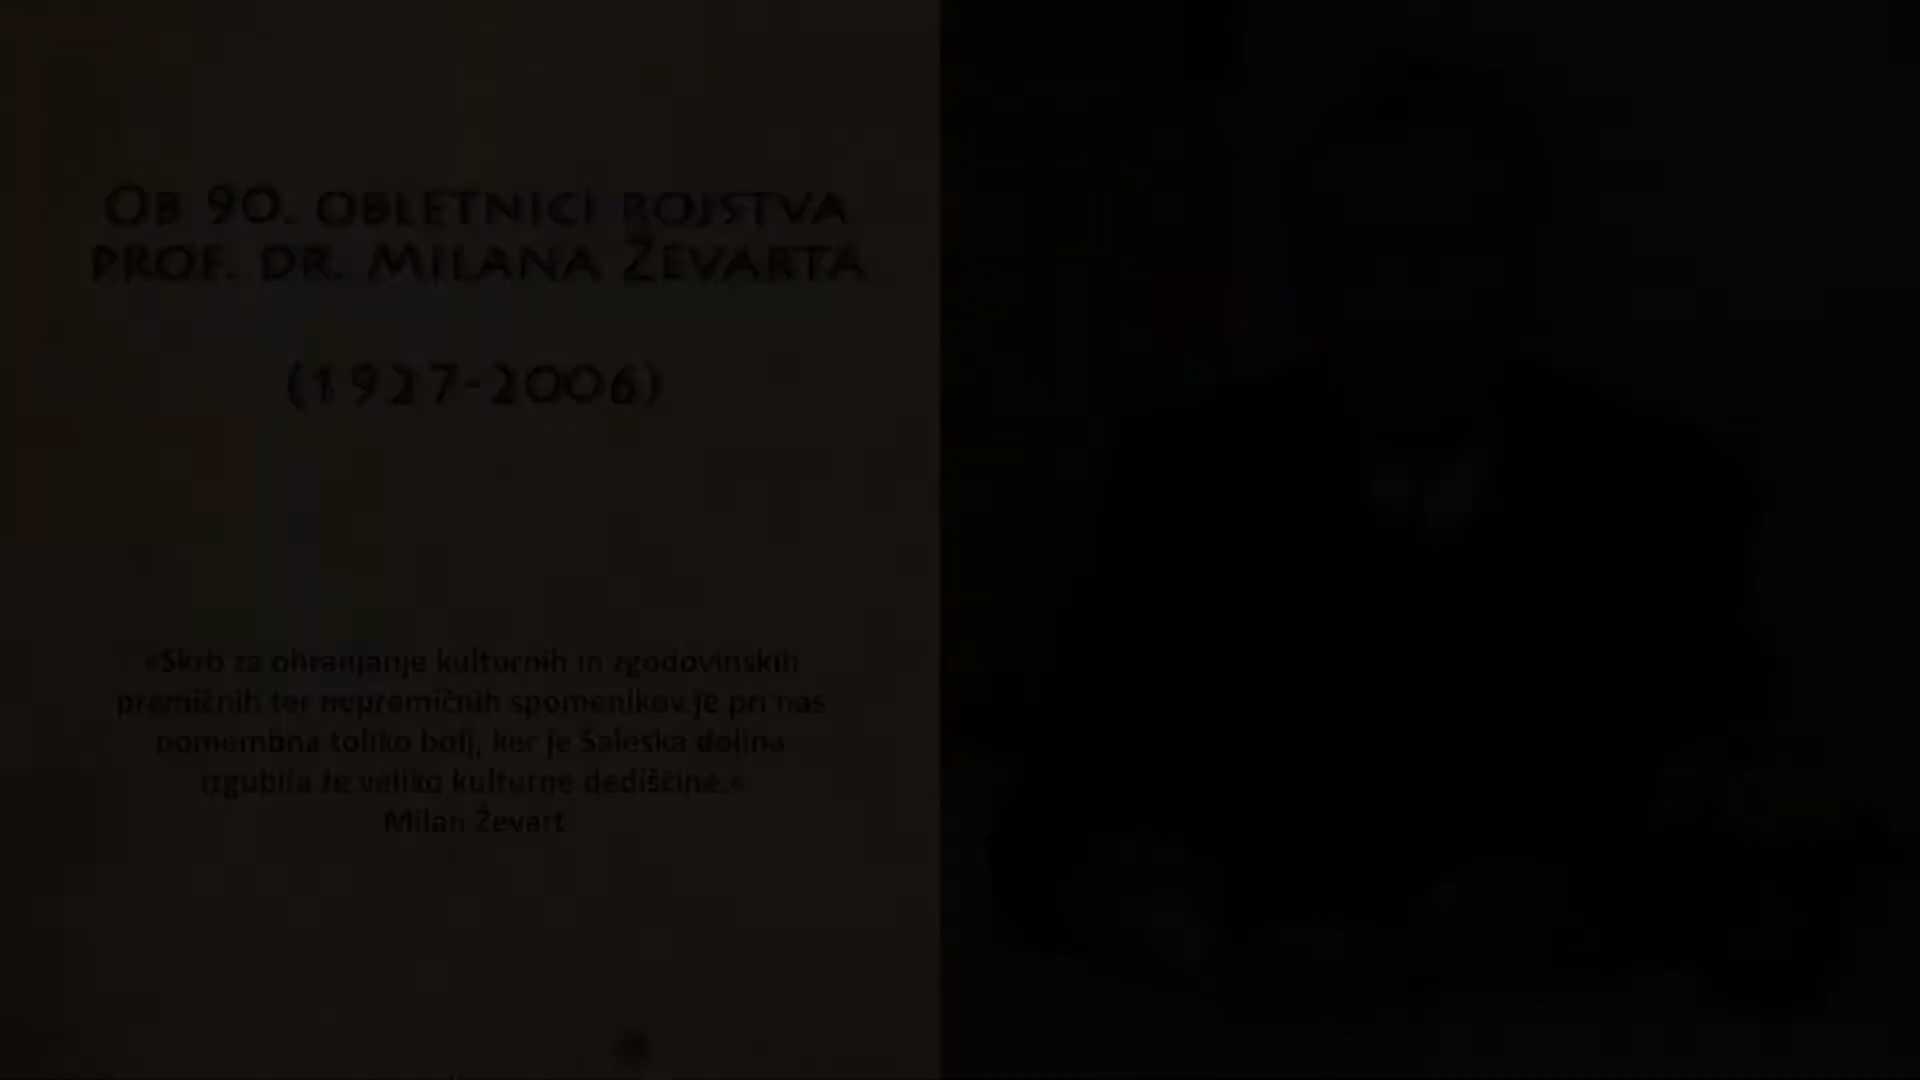 OB 90. OBLETNICI ROJSTVA
PROF. DR. MILANA ŽEVARTA
(1927-2006)
»Skrb za ohranjanje kulturnih in zgodovinskih
premičnih ter nepremičnih spomenikov je pri nas
pomembna toliko bolj, ker je Šaleška dolina
izgubila že veliko kulturne dediščine.«
Milan Ževart